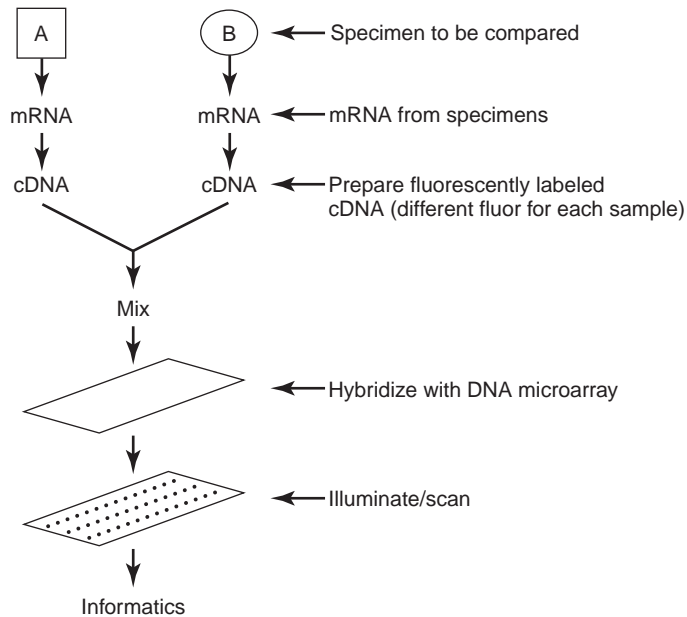 A
B
Specimen to be compared
mRNA
mRNA
mRNA from specimens
cDNA
cDNA
Prepare fluorescently labeled
cDNA (different fluor for each sample)
Mix
Hybridize with DNA microarray
Illuminate/scan
Informatics